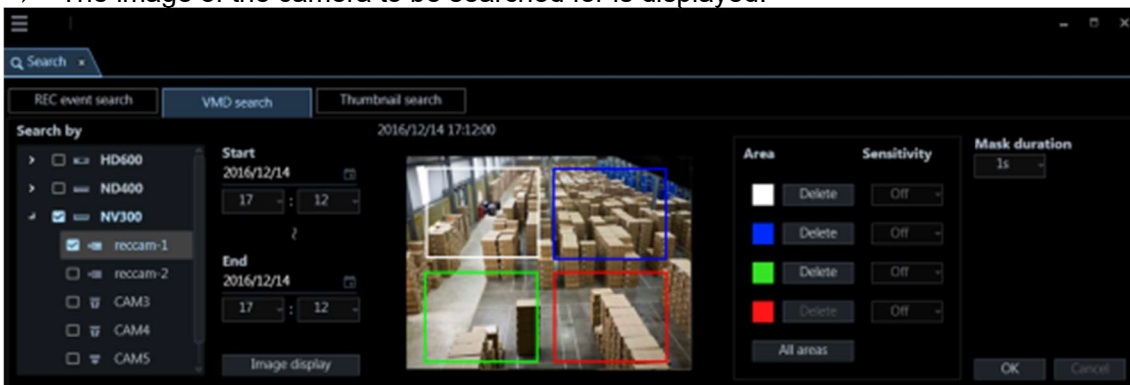 The image of the camera to be searched for is displayed.
Search ×
REC event search
VMD search
Thumbnail search
Search by
2016/12/14 17:12:00
HD600
ND400
NV300
reccam-1
reccam-2
CAM3
CAM4
CAM5
Start
2016/12/14
17 : 12
~
End
2016/12/14
17 : 12
Image display
Area Sensitivity
Delete Off
Delete Off
Delete Off
Delete Off
All areas
Mask duration
1s
OK Cancel